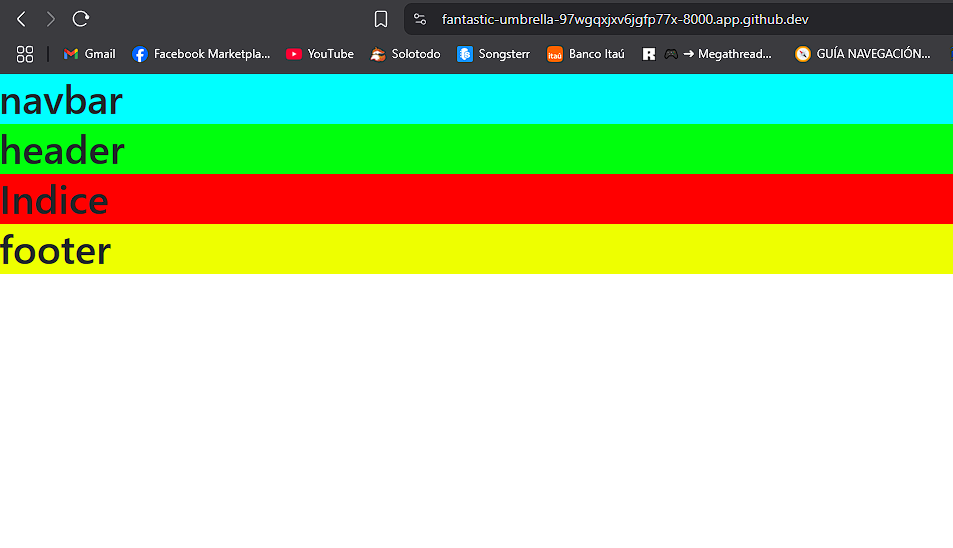 fantastic-umbrella-97wgqxjxv6jgfp77x-8000.app.github.dev
Gmail Facebook Marketpla... YouTube Solotodo Songsterr Banco Itaú ➜ Megathread... GUÍA NAVEGACIÓN...
navbar
header
Indice
footer